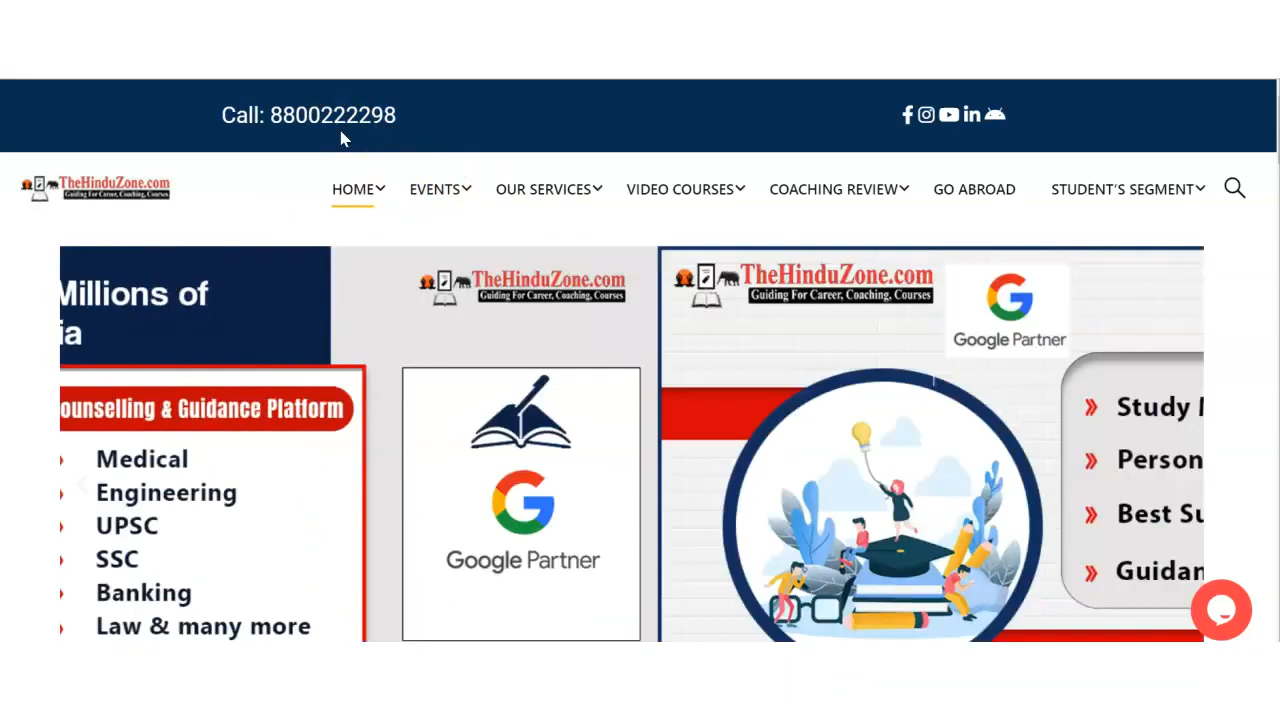 Call: 8800222298
TheHinduZone.com
Guiding For Career, Coaching, Courses
HOME
EVENTS
OUR SERVICES
VIDEO COURSES
COACHING REVIEW
GO ABROAD
STUDENT'S SEGMENT
Millions of
ia
ounselling & Guidance Platform
Medical
Engineering
UPSC
SSC
Banking
Law & many more
TheHinduZone.com
Guiding For Career, Coaching, Courses
Google Partner
TheHinduZone.com
Guiding For Career, Coaching, Courses
Google Partner
Study
Person
Best Su
Guidan